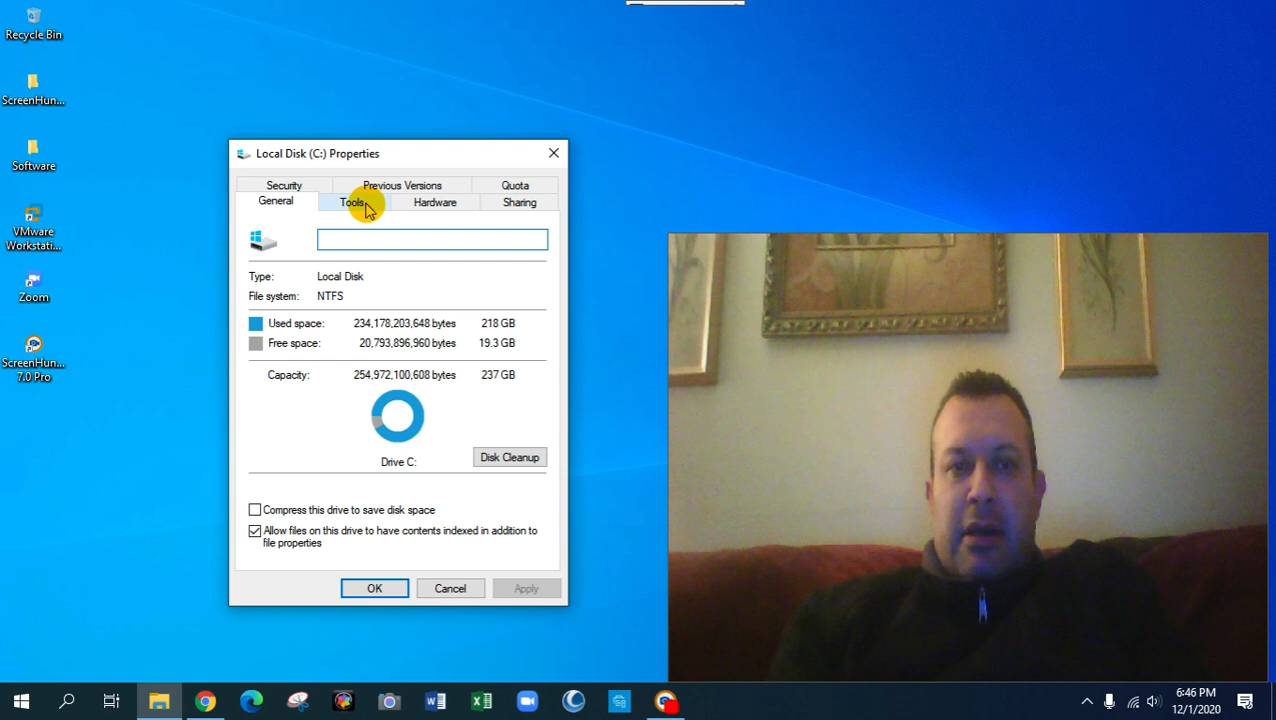 Recycle Bin
ScreenHun...
Software
VMware
Workstati...
Zoom
ScreenHun...
7.0 Pro
Local Disk (C:) Properties
Security
Previous Versions
Quota
General
Tools
Hardware
Sharing
Type:
Local Disk
File system:
NTFS
Used space:
234,178,203,648 bytes
218 GB
Free space:
20,793,896,960 bytes
19.3 GB
Capacity:
254,972,100,608 bytes
237 GB
Drive C:
Disk Cleanup
Compress this drive to save disk space
Allow files on this drive to have contents indexed in addition to
file properties
OK
Cancel
Apply
6:46 PM
12/1/2020